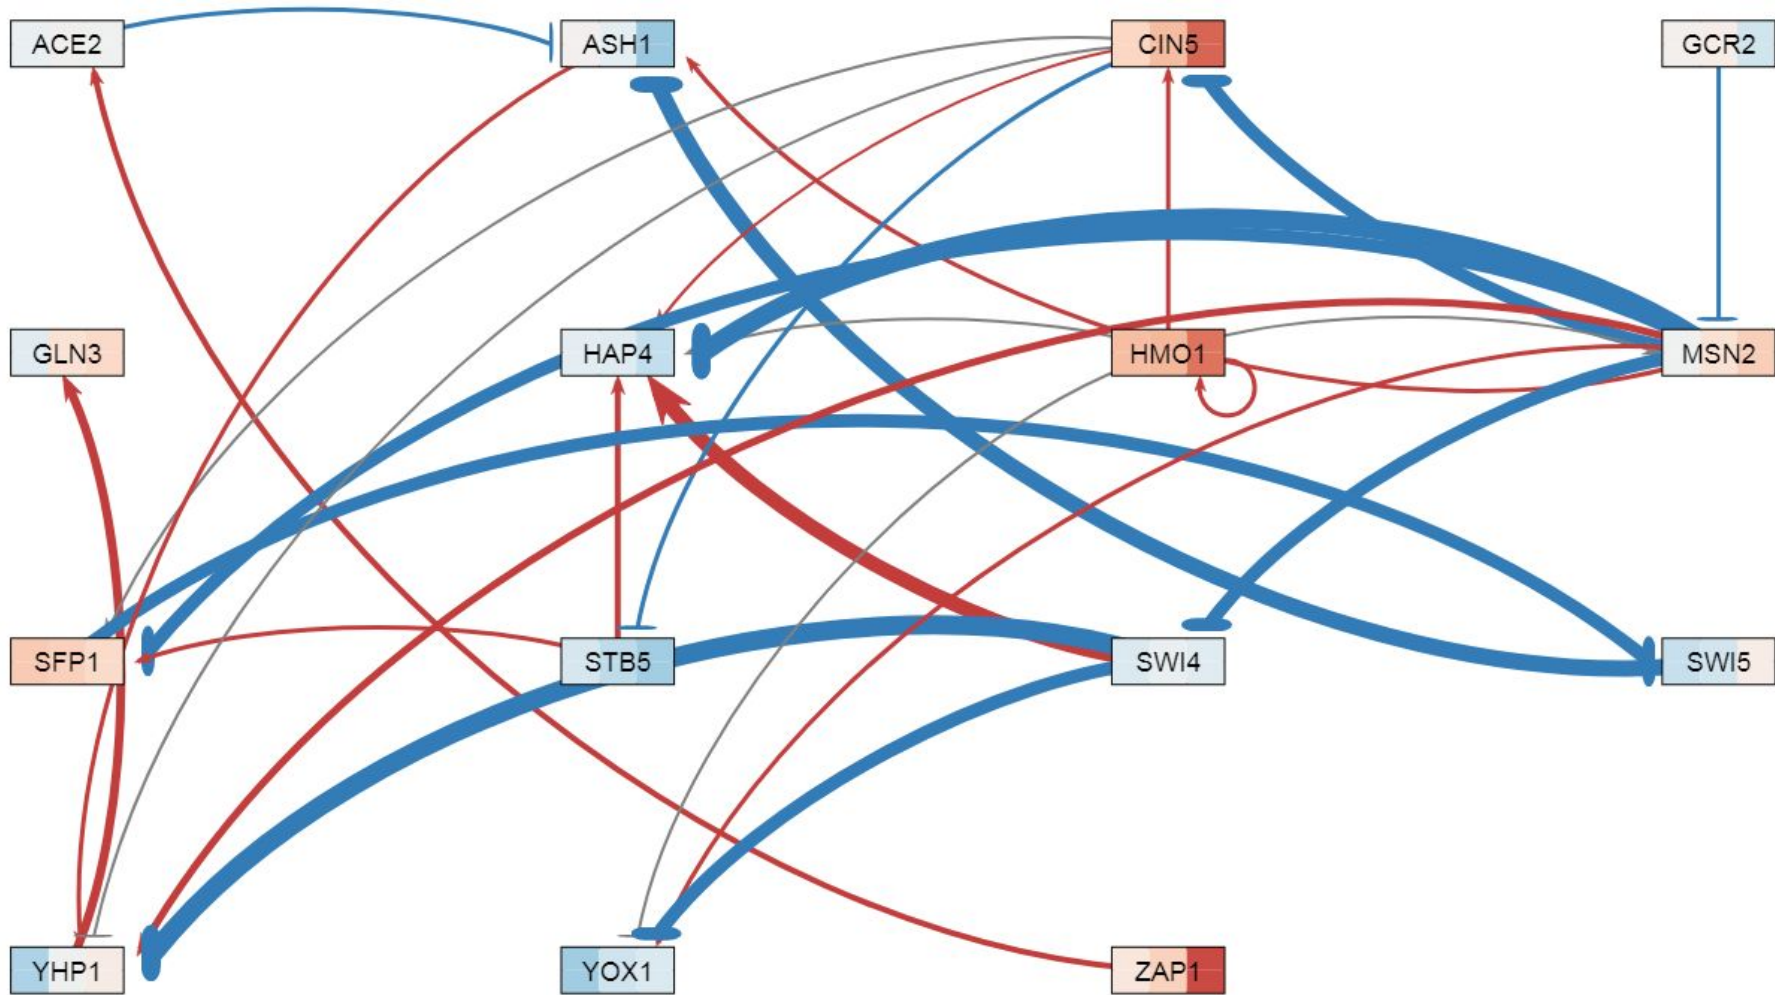 ACE2 ASH1 CIN5 GCR2
GLN3 HAP4 HMO1 MSN2
SFP1 STB5 SWI4 SWI5
YHP1 YOX1 ZAP1